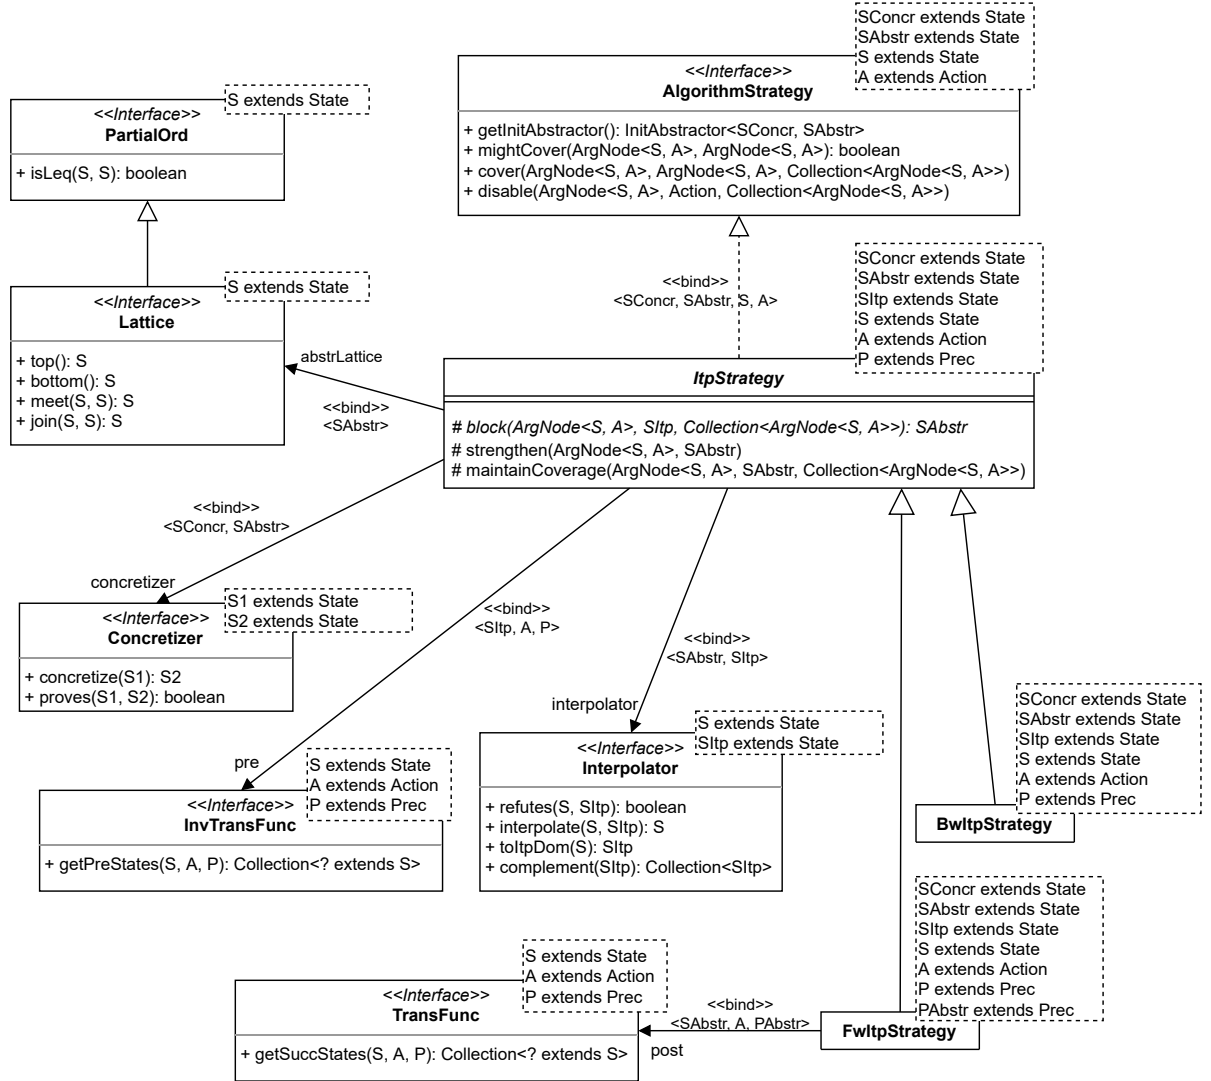 SConcr extends State
SAbstr extends State
S extends State
A extends Action
<<Interface>>
AlgorithmStrategy
+ getInitAbstractor(): InitAbstractor<SConcr, SAbstr>
+ mightCover(ArgNode<S, A>, ArgNode<S, A>): boolean
+ cover(ArgNode<S, A>, ArgNode<S, A>, Collection<ArgNode<S, A>>)
+ disable(ArgNode<S, A>, Action, Collection<ArgNode<S, A>>)
S extends State
<<Interface>>
PartialOrd
+ isLeq(S, S): boolean
<<bind>>
<SConcr, SAbstr, S, A>
S extends State
<<Interface>>
Lattice
+ top(): S
+ bottom(): S
+ meet(S, S): S
+ join(S, S): S
abstrLattice
<<bind>>
<SAbstr>
SConcr extends State
SAbstr extends State
SItp extends State
S extends State
A extends Action
P extends Prec
ItpStrategy
# block(ArgNode<S, A>, SItp, Collection<ArgNode<S, A>>): SAbstr
# strengthen(ArgNode<S, A>, SAbstr)
# maintainCoverage(ArgNode<S, A>, SAbstr, Collection<ArgNode<S, A>>)
<<bind>>
<SConcr, SAbstr>
concretizer
S1 extends State
S2 extends State
<<Interface>>
Concretizer
+ concretize(S1): S2
+ proves(S1, S2): boolean
<<bind>>
<SItp, A, P>
pre
<<bind>>
<SAbstr, SItp>
interpolator
S extends State
A extends Action
P extends Prec
<<Interface>>
InvTransFunc
+ getPreStates(S, A, P): Collection<? extends S>
S extends State
SItp extends State
<<Interface>>
Interpolator
+ refutes(S, SItp): boolean
+ interpolate(S, SItp): S
+ toItpDom(S): SItp
+ complement(SItp): Collection<SItp>
SConcr extends State
SAbstr extends State
SItp extends State
S extends State
A extends Action
P extends Prec
BwItpStrategy
SConcr extends State
SAbstr extends State
SItp extends State
S extends State
A extends Action
P extends Prec
PAbstr extends Prec
FwItpStrategy
<<bind>>
<SAbstr, A, PAbstr>
post
S extends State
A extends Action
P extends Prec
<<Interface>>
TransFunc
+ getSuccStates(S, A, P): Collection<? extends S>